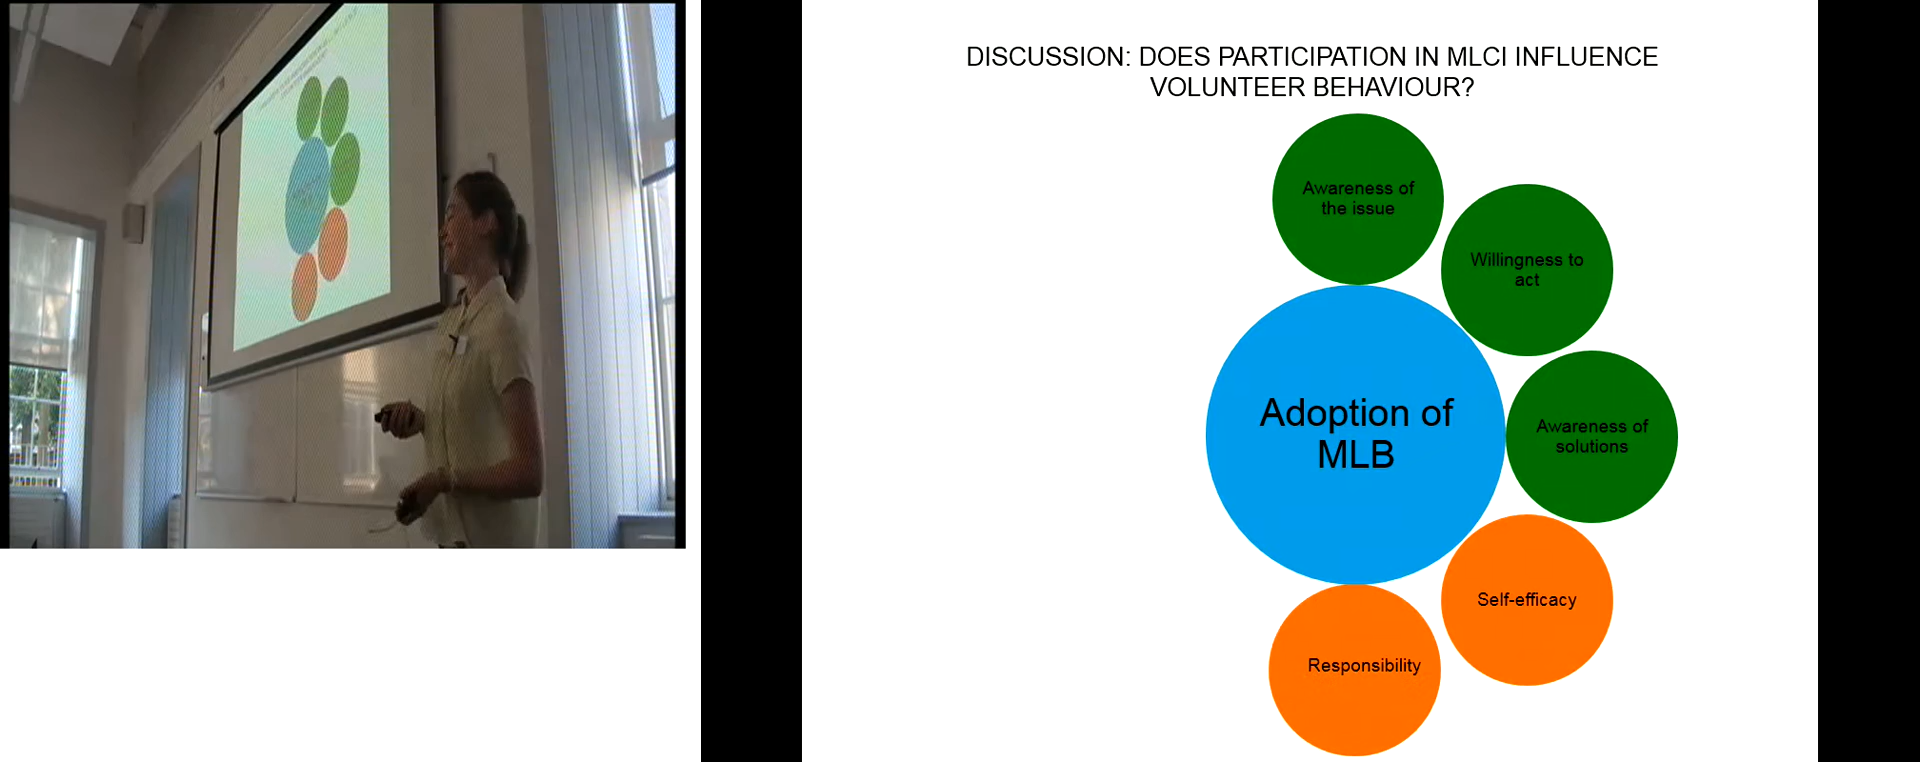 DISCUSSION: DOES PARTICIPATION IN MLCI INFLUENCE
VOLUNTEER BEHAVIOUR?
Awareness of
the issue
Willingness to
act
Adoption of
MLB
Awareness of
solutions
Self-efficacy
Responsibility